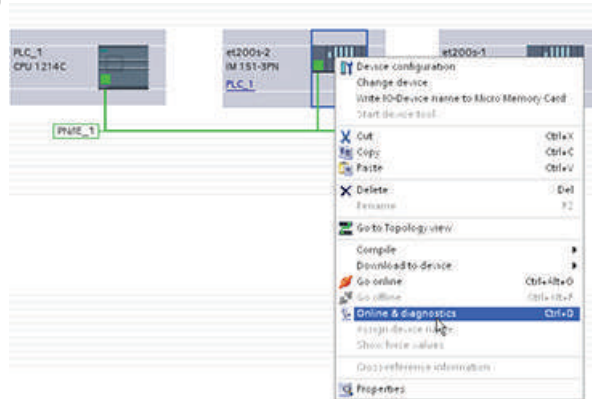 PLC_1
CPU 1214C
et200s-2
IM 151-3PN
PLC_1
et200s-1
PN/IE_1
Device configuration
Change device
Write IO-Device name to Micro Memory Card
Start device tool
Cut Ctrl+X
Copy Ctrl+C
Paste Ctrl+V
Delete Del
Rename F2
Go to Topology view
Compile
Download to device
Go online Ctrl+Alt+O
Go offline Ctrl+Alt+F
Online & diagnostics Ctrl+D
Assign device name
Show force values
Cross-reference information
Properties